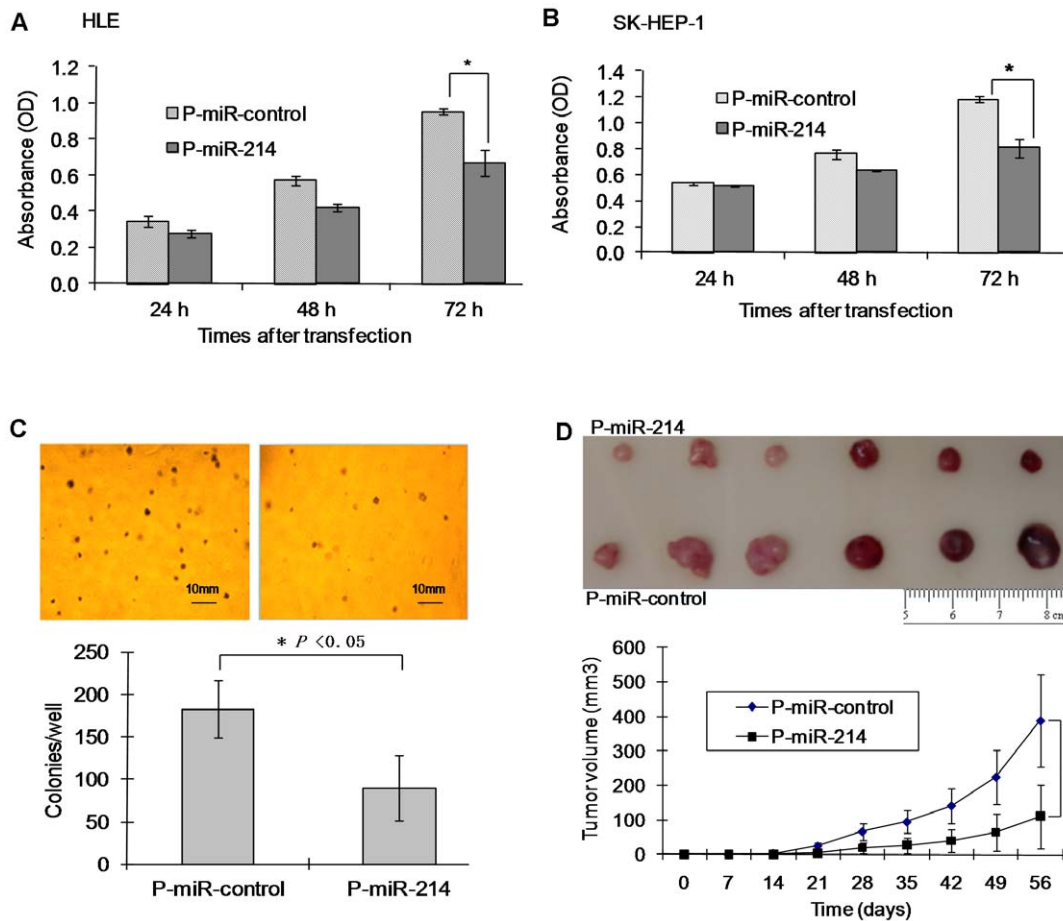 A
HLE
1.2
1.0
0.8
0.6
0.4
0.2
0.0
Absorbance (OD)
P-miR-control
P-miR-214
*
24 h 48 h 72 h
Times after transfection
B
SK-HEP-1
1.4
1.2
1.0
0.8
0.6
0.4
0.2
0.0
Absorbance (OD)
P-miR-control
P-miR-214
*
24 h 48 h 72 h
Times after transfection
C
10mm 10mm
* P <0.05
250
200
150
100
50
0
Colonies/well
P-miR-control P-miR-214
D
P-miR-214
P-miR-control
5 6 7 8 cm
600
500
400
300
200
100
0
Tumor volume (mm3)
P-miR-control
P-miR-214
0 7 14 21 28 35 42 49 56
Time (days)